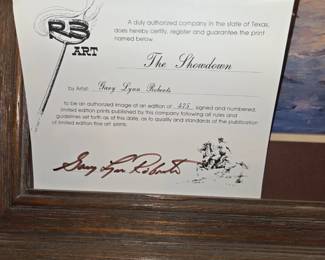 R3
ART
A duly authorized company in the state of Texas,
does hereby certify, register and guarantee the print
named below.
The Showdown
by Artist: Gary Lynn Roberts
to be an authorized image of an edition of 475 signed and numbered,
limited edition prints published by this company following all rules and
guidelines set forth as of this date, as to quality and standards of the publication
of limited edition fine art prints.
Gary Lynn Roberts